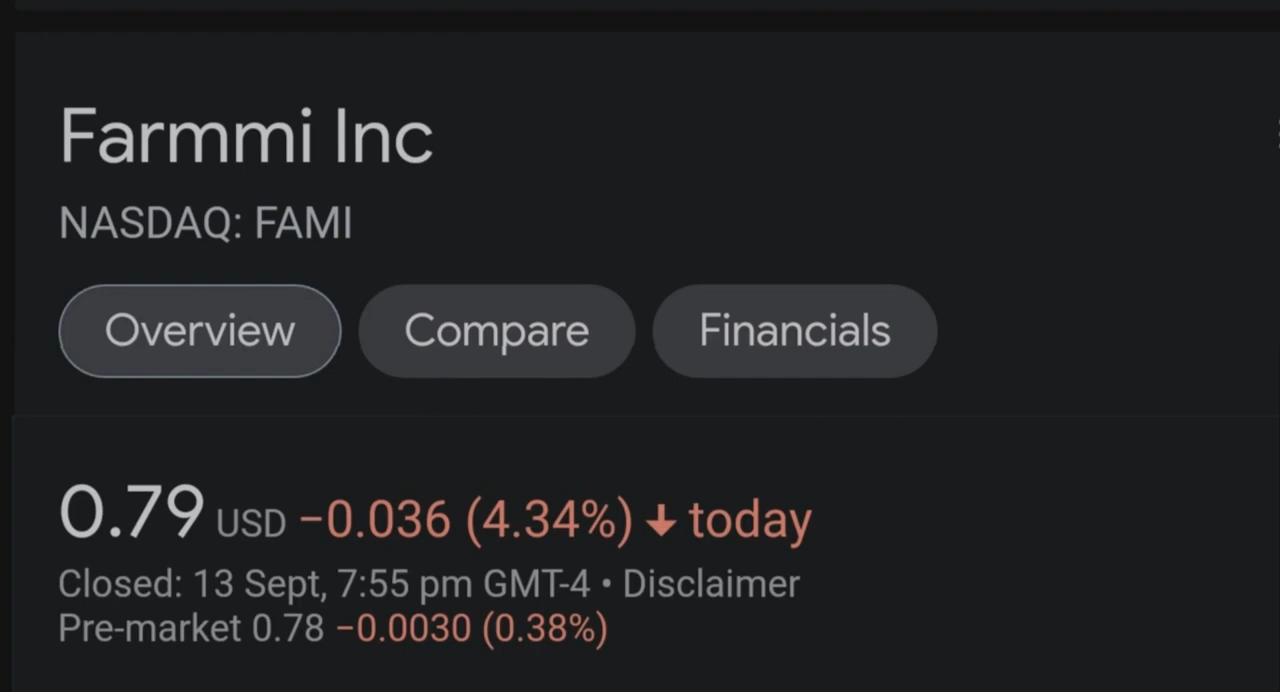 Farmmi Inc
NASDAQ: FAMI
Overview Compare Financials
0.79 USD −0.036 (4.34%) ↓ today
Closed: 13 Sept, 7:55 pm GMT-4 • Disclaimer
Pre-market 0.78 −0.0030 (0.38%)